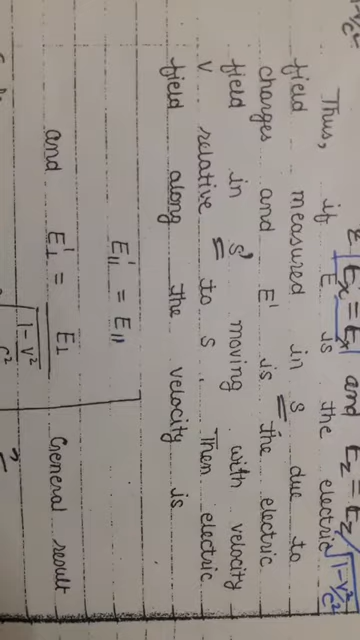 E'x = Ex and E'z = Ez/√1-v²/c²
Thus, if E is the electric
field measured in S due to
charges and E' is the electric
field in S' moving with velocity
v relative to S. Then electric
field along the velocity is
E'∥ = E∥
and E'⊥ = E⊥/√1-v²/c² General result